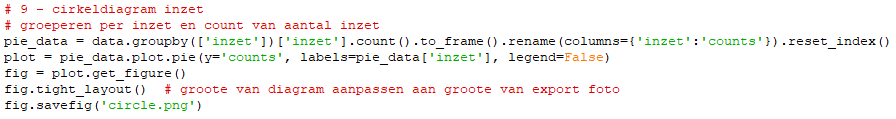 # 9 - cirkeldiagram inzet
# groeperen per inzet en count van aantal inzet
pie_data = data.groupby(['inzet'])['inzet'].count().to_frame().rename(columns={'inzet':'counts'}).reset_index()
plot = pie_data.plot.pie(y='counts', labels=pie_data['inzet'], legend=False)
fig = plot.get_figure()
fig.tight_layout()  # groote van diagram aanpassen aan groote van export foto
fig.savefig('circle.png')